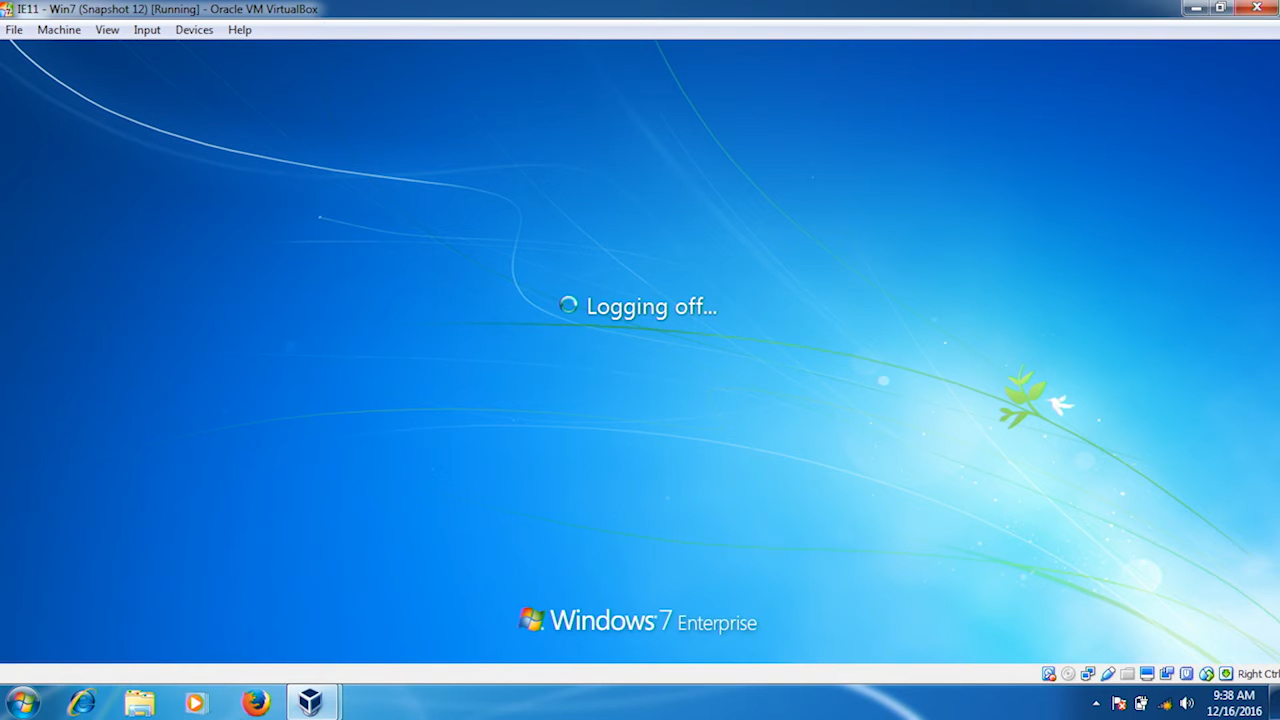 IE11 - Win7 (Snapshot 12) [Running] - Oracle VM VirtualBox
File Machine View Input Devices Help
Logging off...
Windows 7 Enterprise
Right Ctrl
9:38 AM
12/16/2016